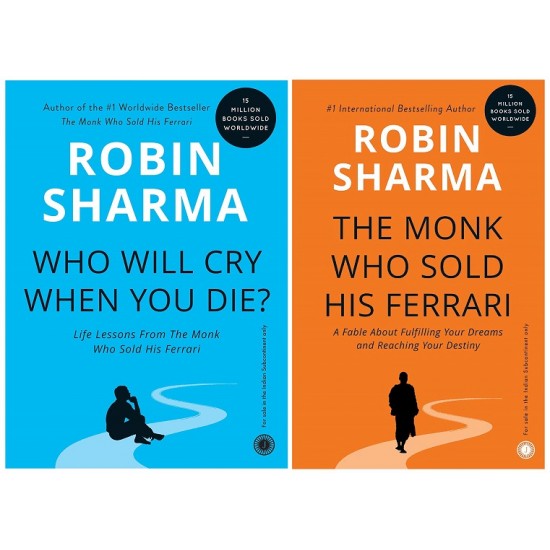 Author of the #1 Worldwide Bestseller
The Monk Who Sold His Ferrari
15
MILLION
BOOKS SOLD
WORLDWIDE
ROBIN
SHARMA
WHO WILL CRY
WHEN YOU DIE?
Life Lessons From The Monk
Who Sold His Ferrari
For sale in the Indian Subcontinent only
J
#1 International Bestselling Author
15
MILLION
BOOKS SOLD
WORLDWIDE
ROBIN
SHARMA
THE MONK
WHO SOLD
HIS FERRARI
A Fable About Fulfilling Your Dreams
and Reaching Your Destiny
For sale in the Indian Subcontinent only
J